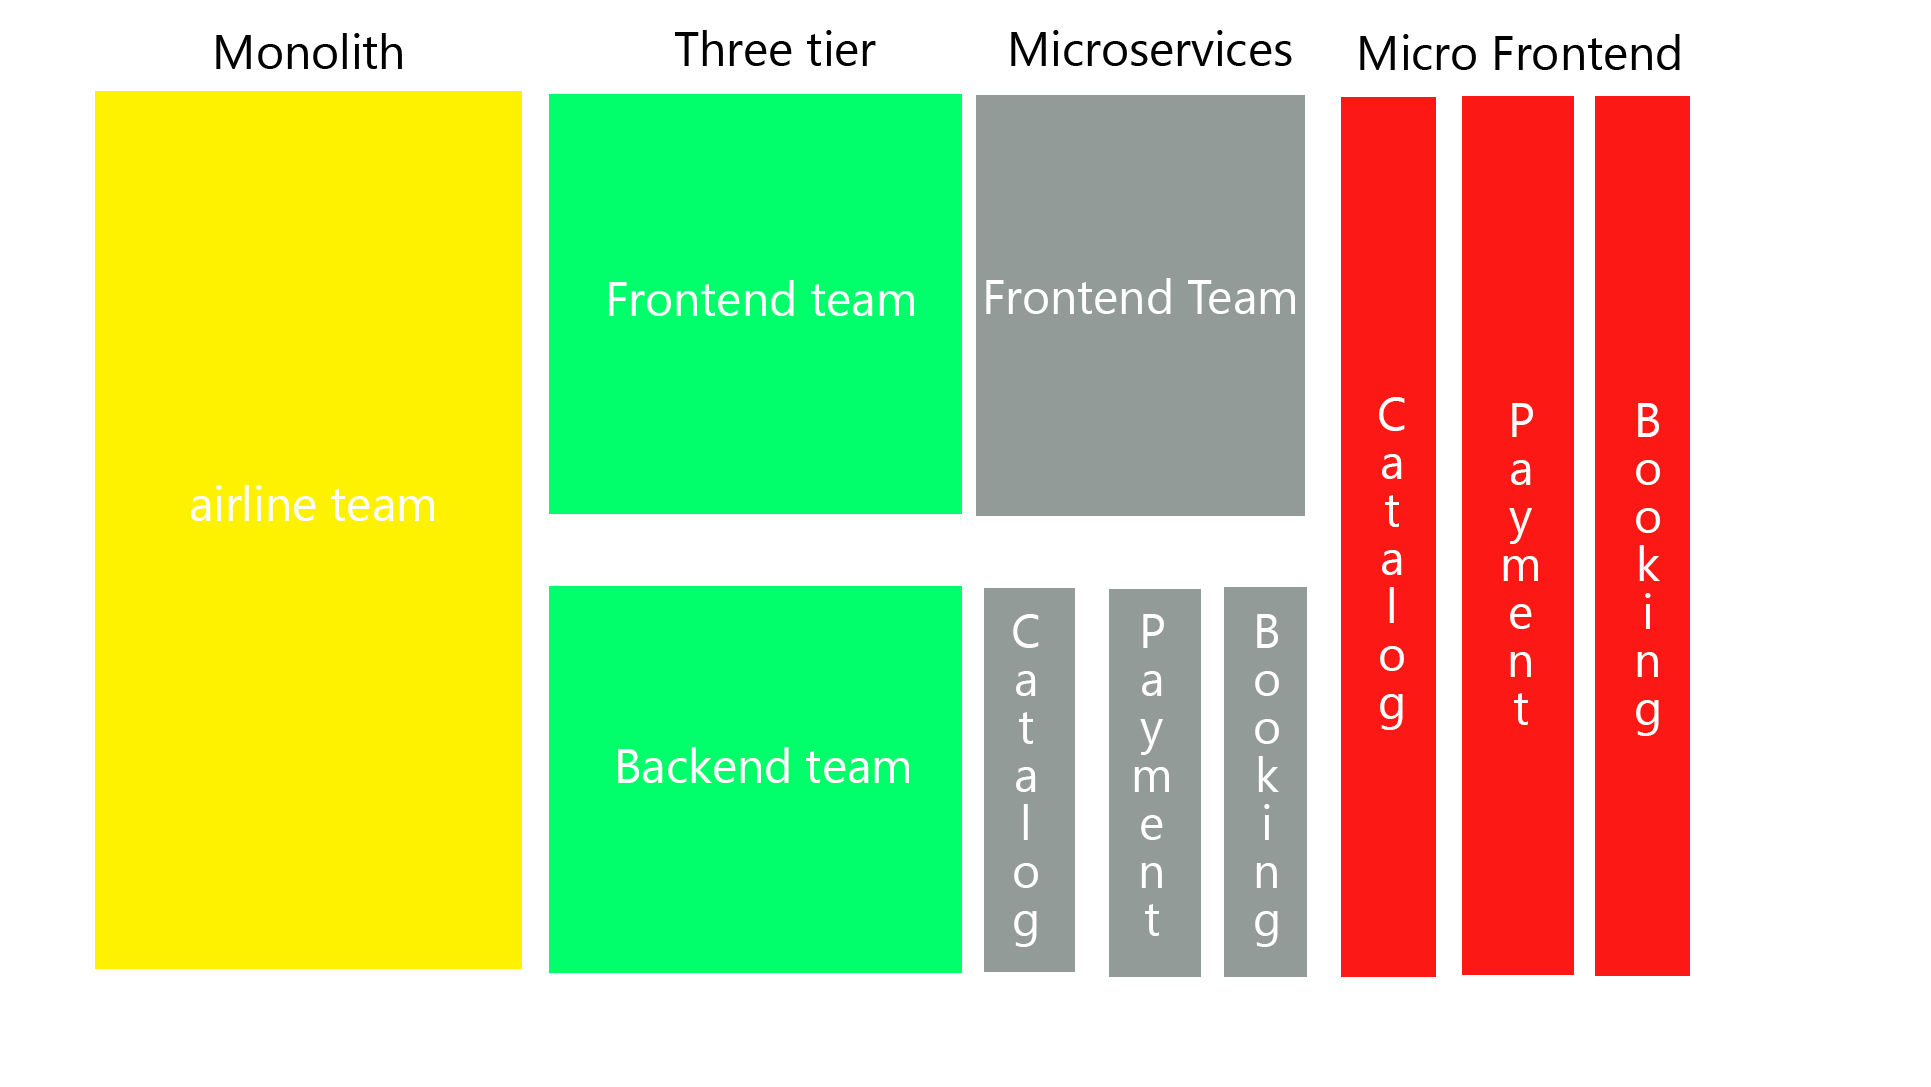 Monolith
Three tier
Microservices
Micro Frontend
airline team
Frontend team
Backend team
Frontend Team
Catalog
Payment
Booking
Catalog
Payment
Booking